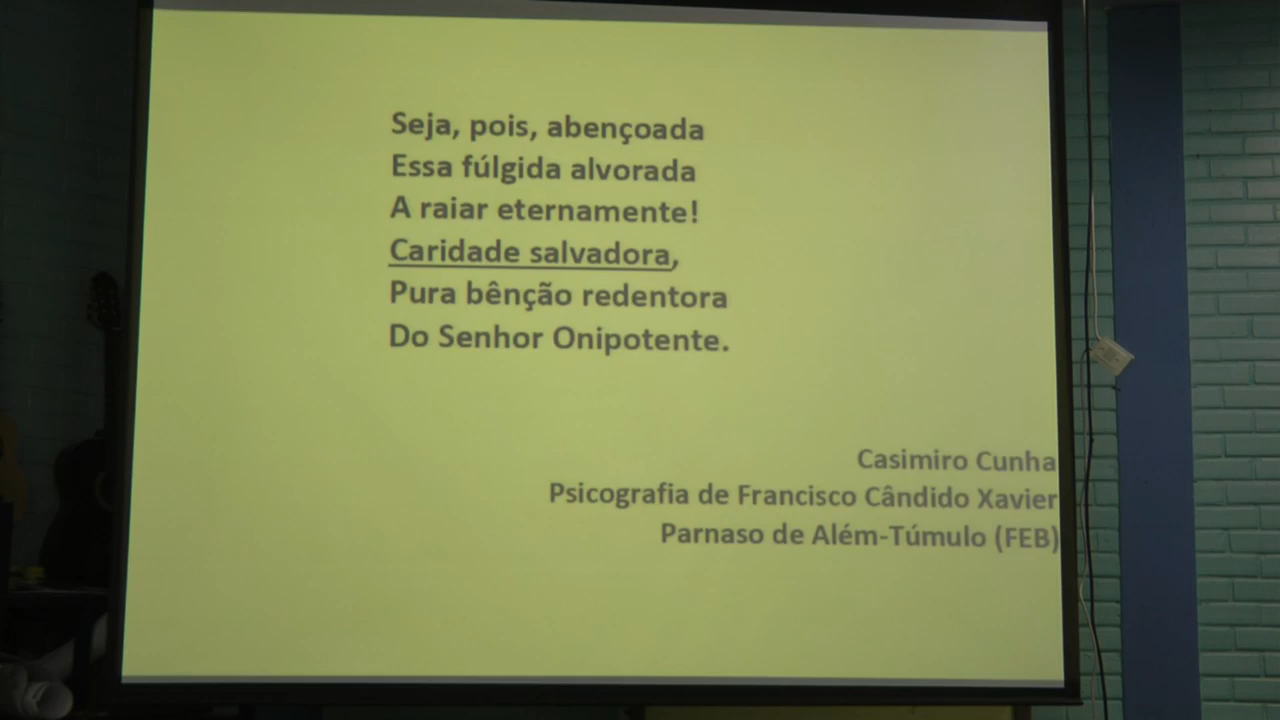 Seja, pois, abençoada
Essa fúlgida alvorada
A raiar eternamente!
Caridade salvadora,
Pura bênção redentora
Do Senhor Onipotente.
Casimiro Cunha
Psicografia de Francisco Cândido Xavier
Parnaso de Além-Túmulo (FEB)